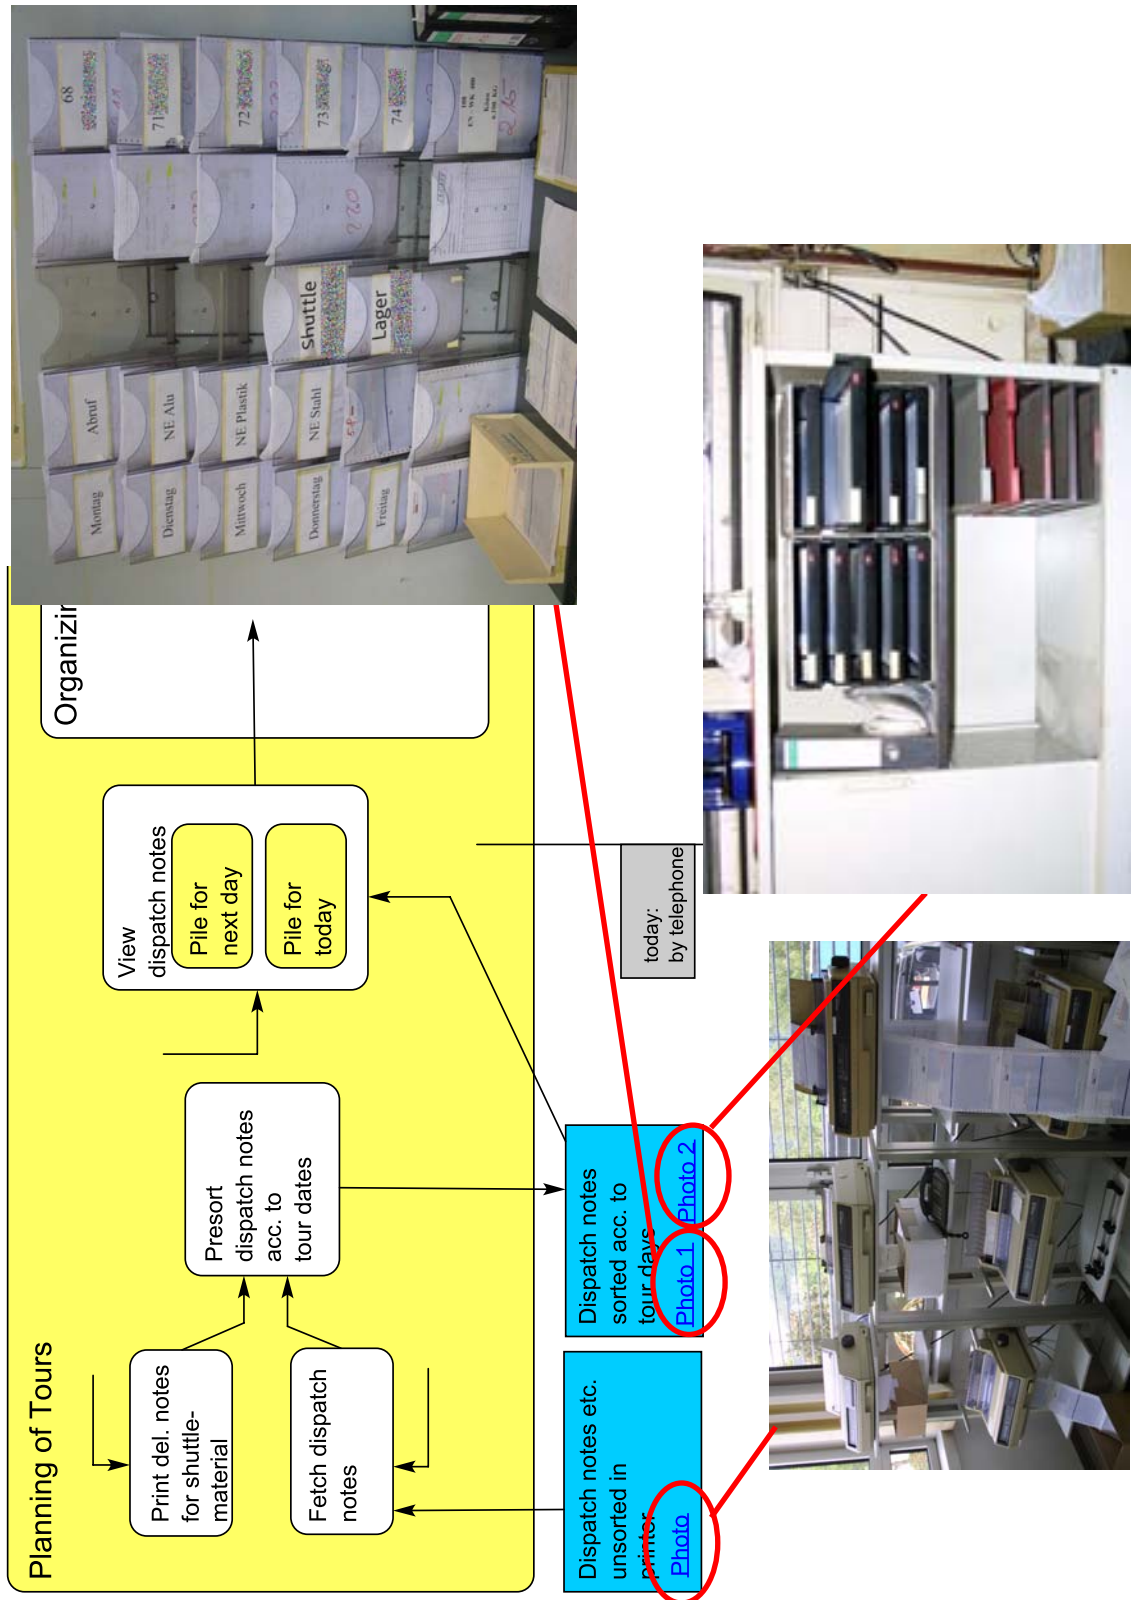 Planning of Tours
Print del. notes
for shuttle-
material
Fetch dispatch
notes
Presort
dispatch notes
acc. to
tour dates
View
dispatch notes
Pile for
next day
Pile for
today
Organizin
Dispatch notes etc.
unsorted in
printer
Photo
Dispatch notes
sorted acc. to
tour days
Photo 1 Photo 2
today:
by telephone
Montag
Dienstag
Mittwoch
Donnerstag
Freitag
Abruf
NE Alu
NE Plastik
NE Stahl
Shuttle
Lager
220
68
71
72
73
74